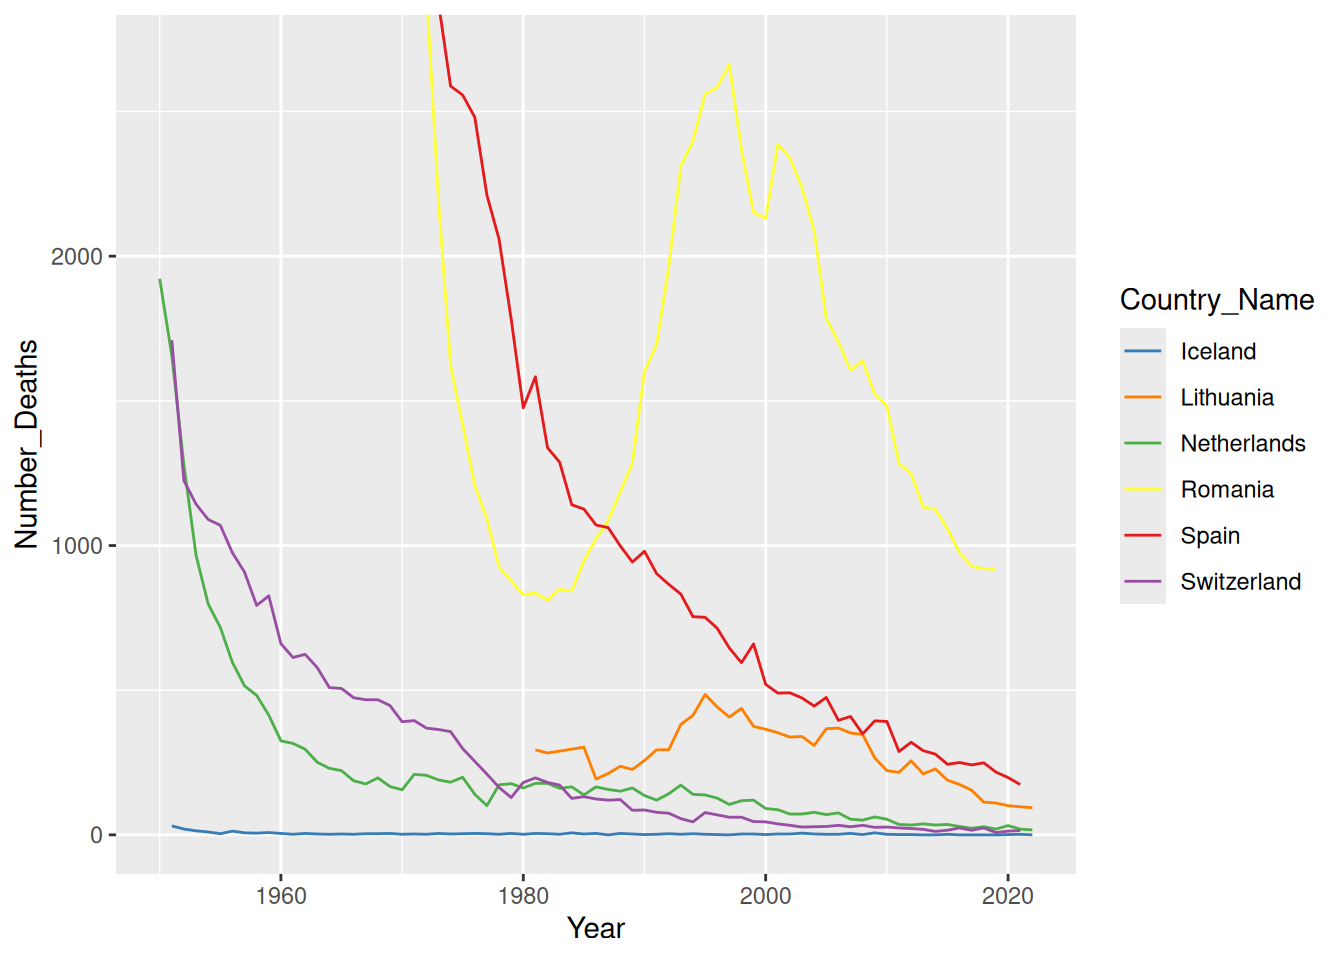 2000
1000
0
1960
1980
2000
2020
Year
Number_Deaths
Country_Name
Iceland
Lithuania
Netherlands
Romania
Spain
Switzerland